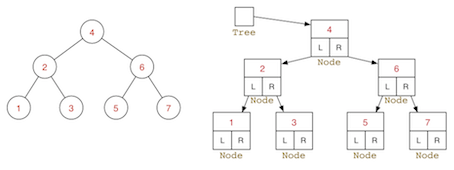 4
2 6
1 3 5 7
Tree
4
L R
Node
2 6
L R L R
Node Node
1 3 5 7
L R L R L R L R
Node Node Node Node